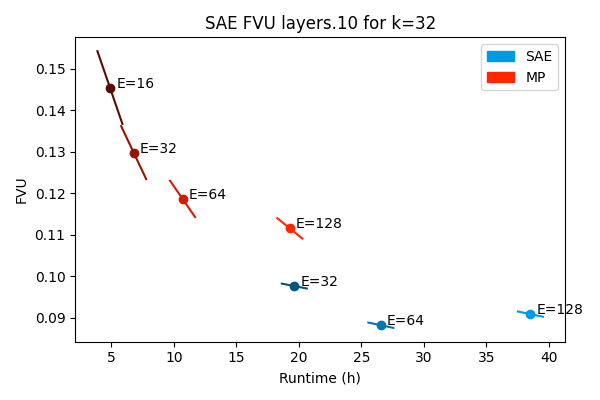 SAE FVU layers.10 for k=32
SAE
MP
E=16
E=32
E=64
E=128
E=32
E=64
E=128
FVU
0.15
0.14
0.13
0.12
0.11
0.10
0.09
5 10 15 20 25 30 35 40
Runtime (h)